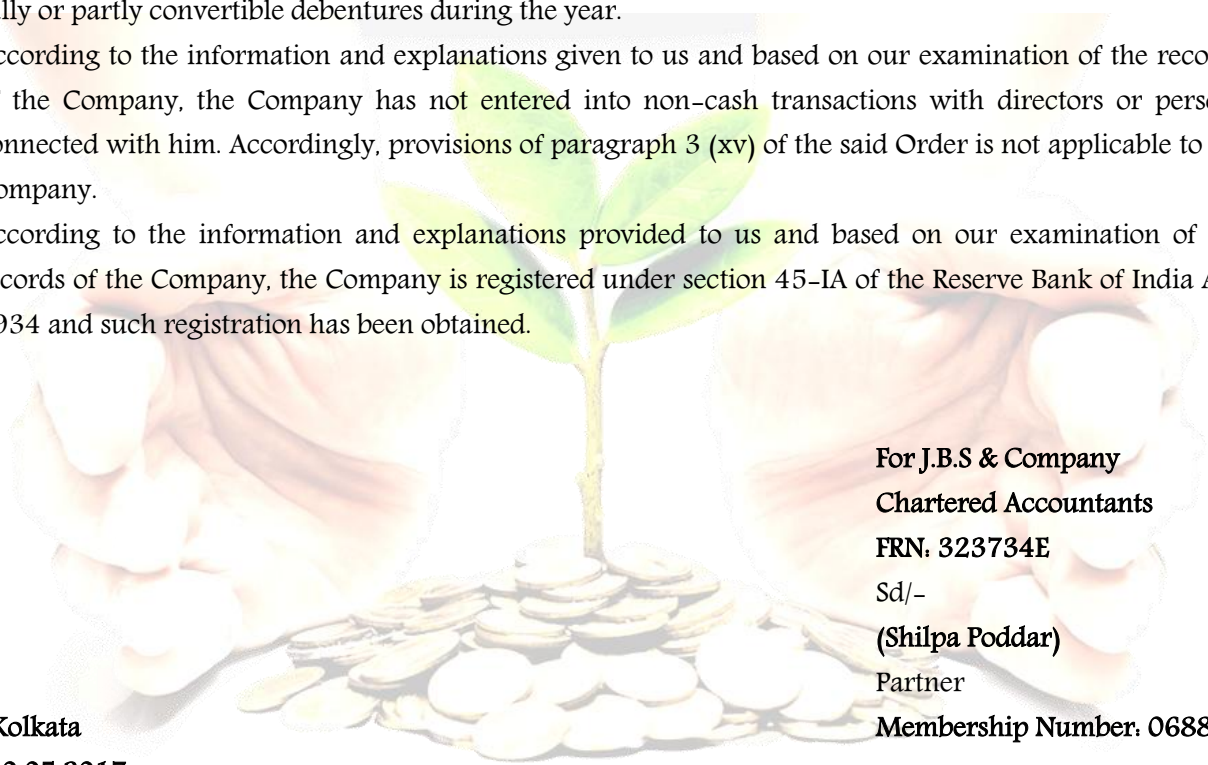 lly or partly convertible debentures during the year.
ccording to the information and explanations given to us and based on our examination of the reco
the Company, the Company has not entered into non-cash transactions with directors or pers
onnected with him. Accordingly, provisions of paragraph 3 (xv) of the said Order is not applicable to
ompany.
ccording to the information and explanations provided to us and based on our examination of
cords of the Company, the Company is registered under section 45-IA of the Reserve Bank of India A
934 and such registration has been obtained.
For J.B.S & Company
Chartered Accountants
FRN: 323734E
Sd/-
(Shilpa Poddar)
Partner
Kolkata
Membership Number: 0688